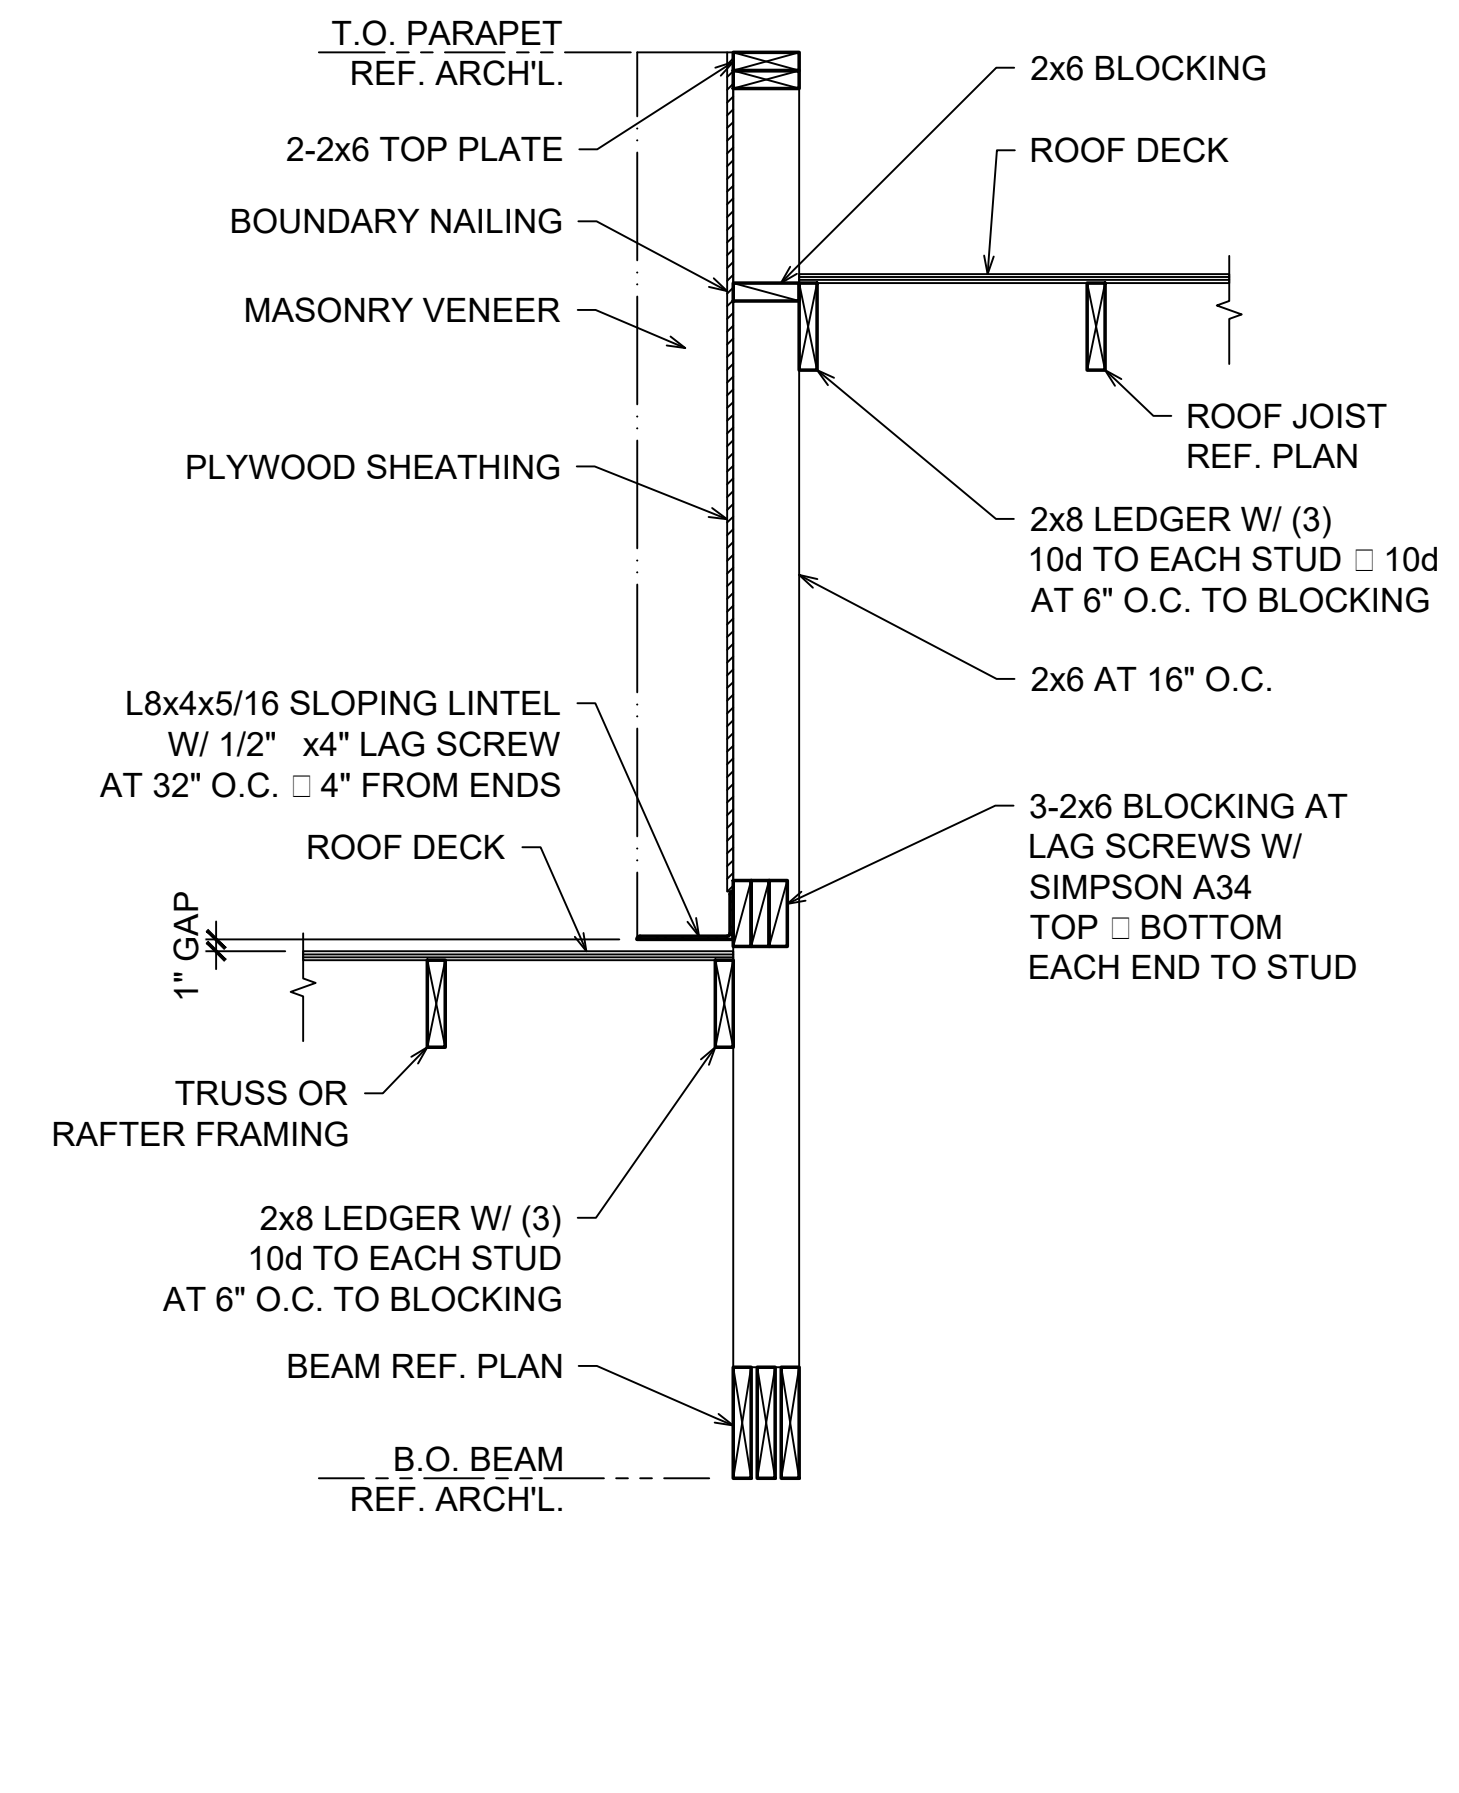 T.O. PARAPET
REF. ARCH'L.
2-2x6 TOP PLATE
BOUNDARY NAILING
MASONRY VENEER
PLYWOOD SHEATHING
L8x4x5/16 SLOPING LINTEL
W/ 1/2" x4" LAG SCREW
AT 32" O.C. □ 4" FROM ENDS
ROOF DECK
1" GAP
TRUSS OR
RAFTER FRAMING
2x8 LEDGER W/ (3)
10d TO EACH STUD
AT 6" O.C. TO BLOCKING
BEAM REF. PLAN
B.O. BEAM
REF. ARCH'L.
2x6 BLOCKING
ROOF DECK
ROOF JOIST
REF. PLAN
2x8 LEDGER W/ (3)
10d TO EACH STUD □ 10d
AT 6" O.C. TO BLOCKING
2x6 AT 16" O.C.
3-2x6 BLOCKING AT
LAG SCREWS W/
SIMPSON A34
TOP □ BOTTOM
EACH END TO STUD